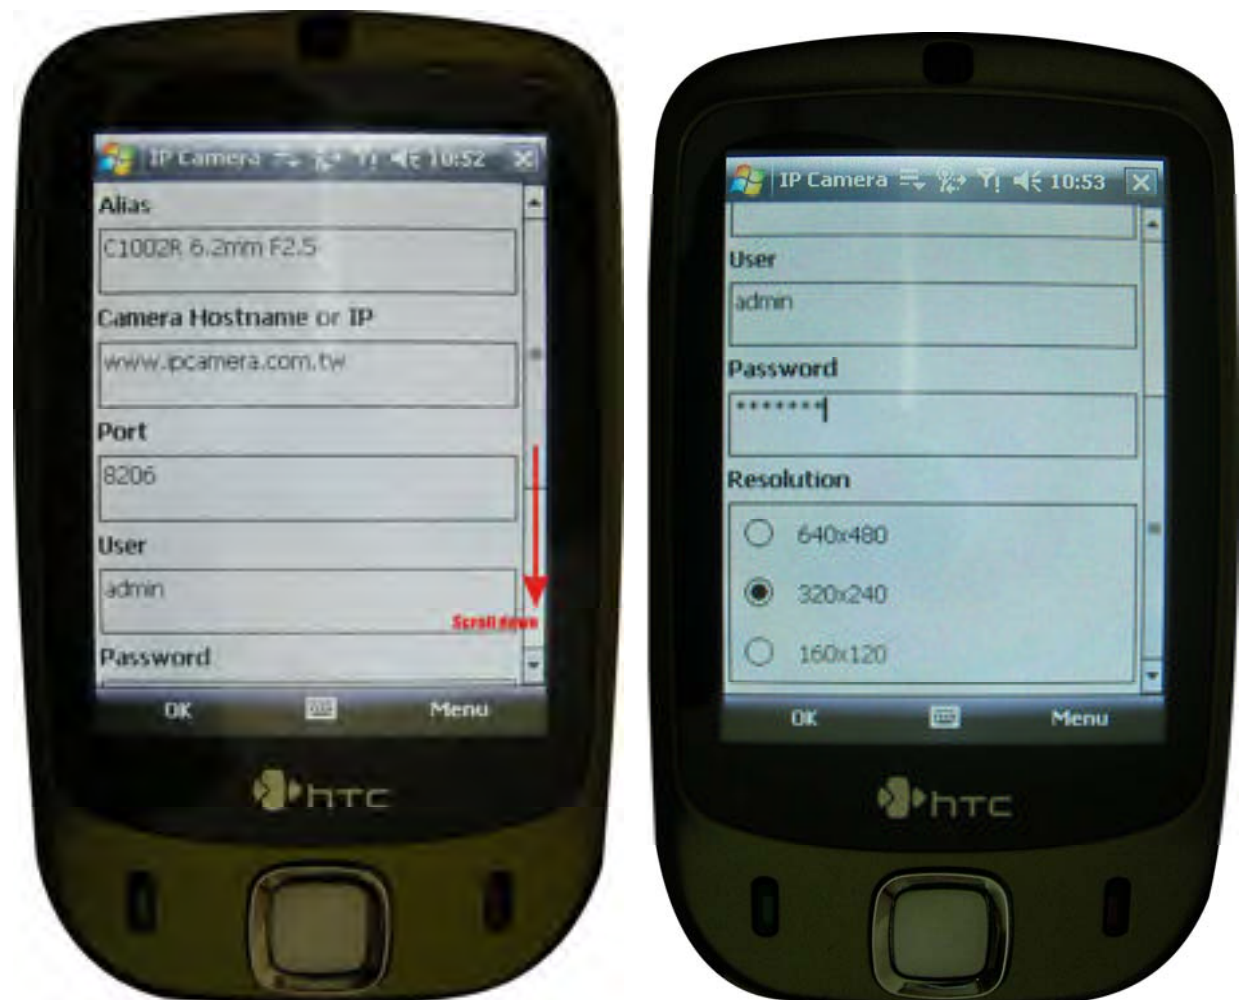 IP Camera 10:52
Alias
C1002R 6.2mm F2.5
Camera Hostname or IP
www.ipcamera.com.tw
Port
8206
User
admin
Scroll down
Password
OK Menu
hTC
IP Camera 10:53
User
admin
Password
*******
Resolution
640x480
320x240
160x120
OK Menu
hTC